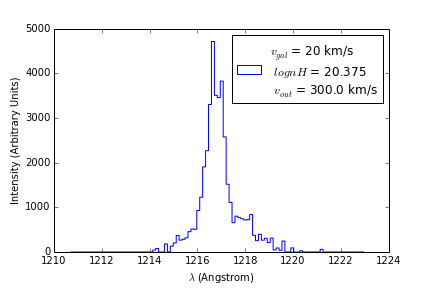 5000
4000
3000
2000
1000
0
Intensity (Arbitrary Units)
v_gal = 20 km/s
lognH = 20.375
v_out = 300.0 km/s
1210 1212 1214 1216 1218 1220 1222 1224
λ (Angstrom)